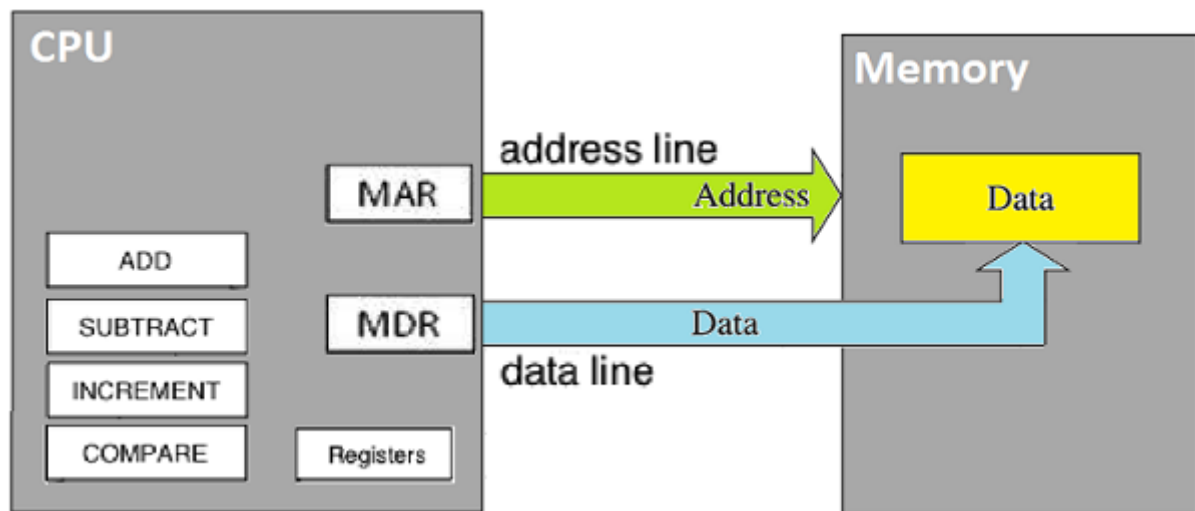 CPU
Memory
address line
MAR
Address
Data
ADD
MDR
Data
SUBTRACT
data line
INCREMENT
COMPARE
Registers